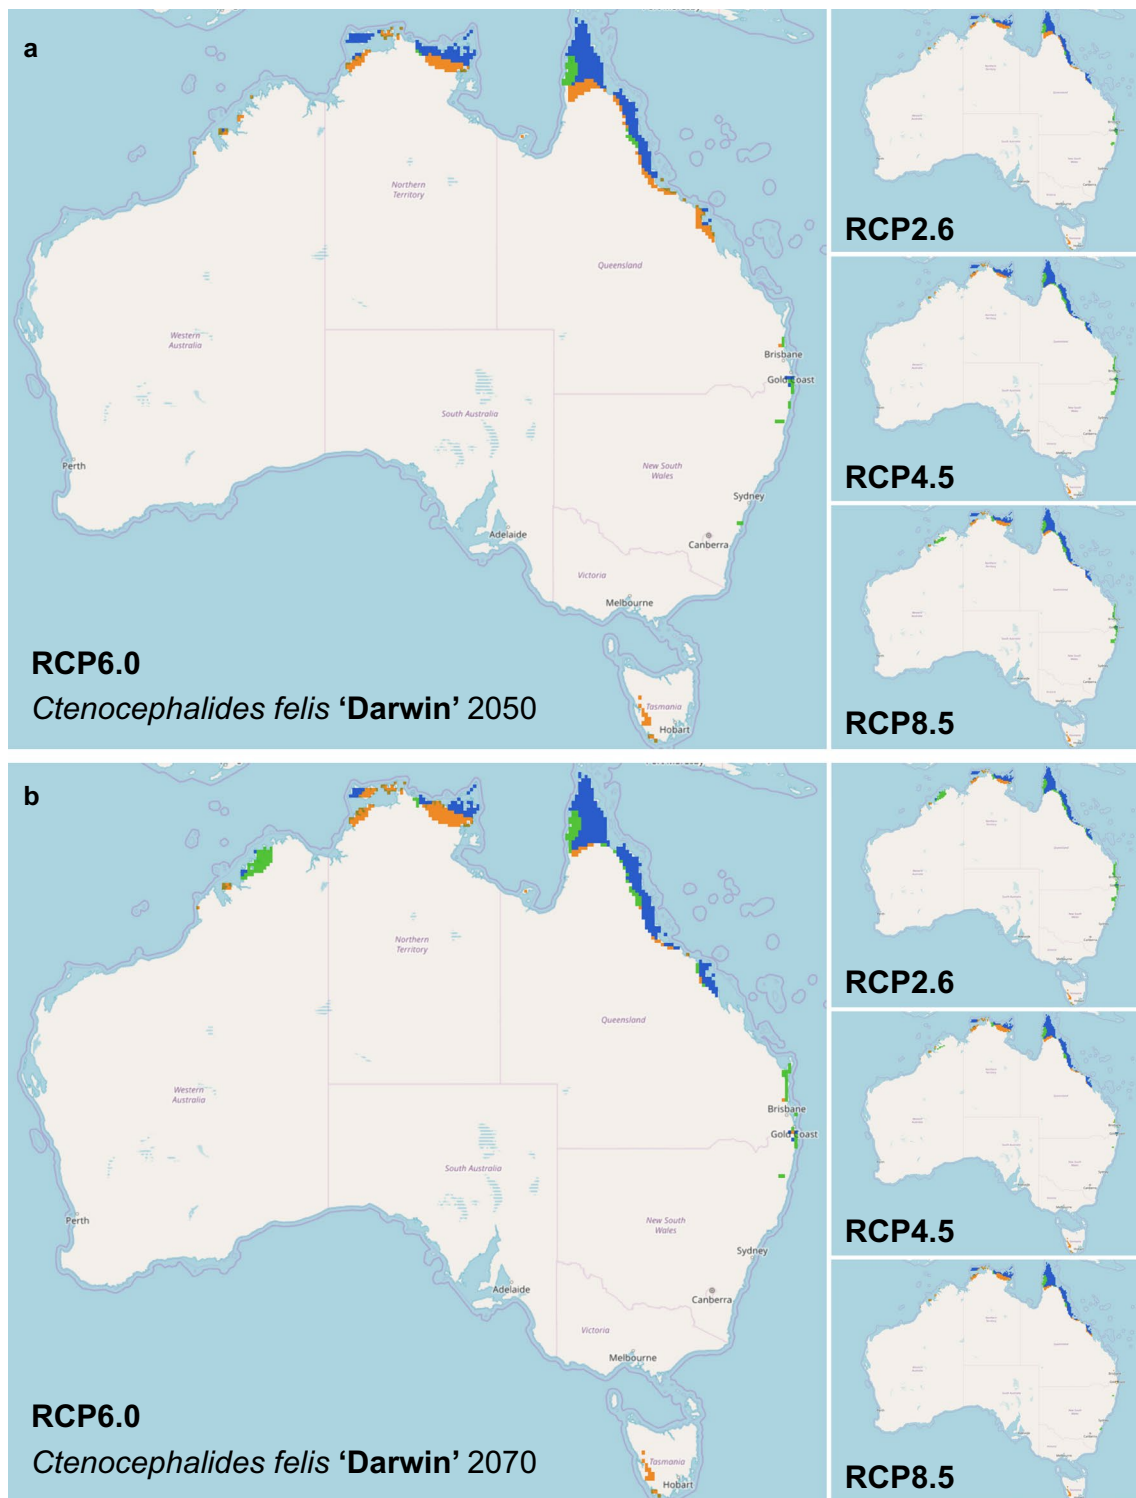 a
Northern
Territory
Queensland
Western
Australia
Brisbane
Gold Coast
South Australia
Perth
New South
Wales
Sydney
Adelaide
Canberra
Victoria
Melbourne
RCP6.0
Ctenocephalides felis ‘Darwin’ 2050
Tasmania
Hobart
RCP2.6
RCP4.5
RCP8.5
b
Northern
Territory
Queensland
Western
Australia
Brisbane
Gold Coast
South Australia
Perth
New South
Wales
Sydney
Adelaide
Canberra
Victoria
Melbourne
RCP6.0
Ctenocephalides felis ‘Darwin’ 2070
Tasmania
Hobart
RCP2.6
RCP4.5
RCP8.5